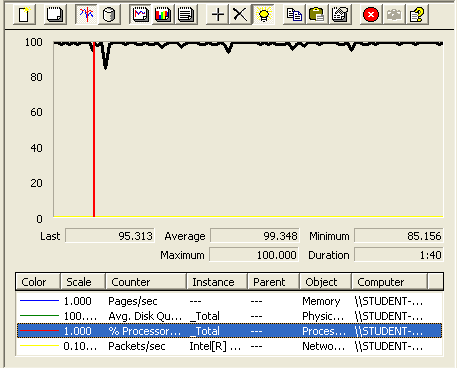 100
80
60
40
20
0
Last 95.313 Average 99.348 Minimum 85.156
Maximum 100.000 Duration 1:40
Color Scale Counter Instance Parent Object Computer
1.000 Pages/sec --- --- Memory \\STUDENT-...
100.... Avg. Disk Qu... _Total --- Physic... \\STUDENT-...
1.000 % Processor... _Total --- Proces... \\STUDENT-...
0.10... Packets/sec Intel[R] ... --- Netwo... \\STUDENT-...